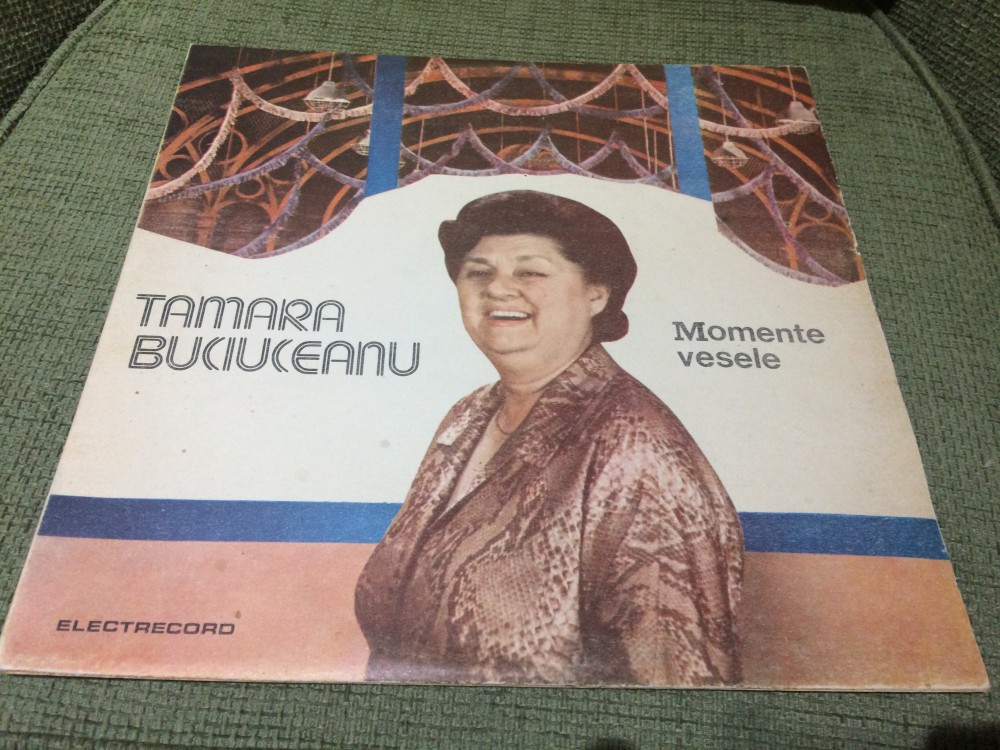 TAMARA
BUCIUCEANU
Momente
vesele
ELECTRECORD